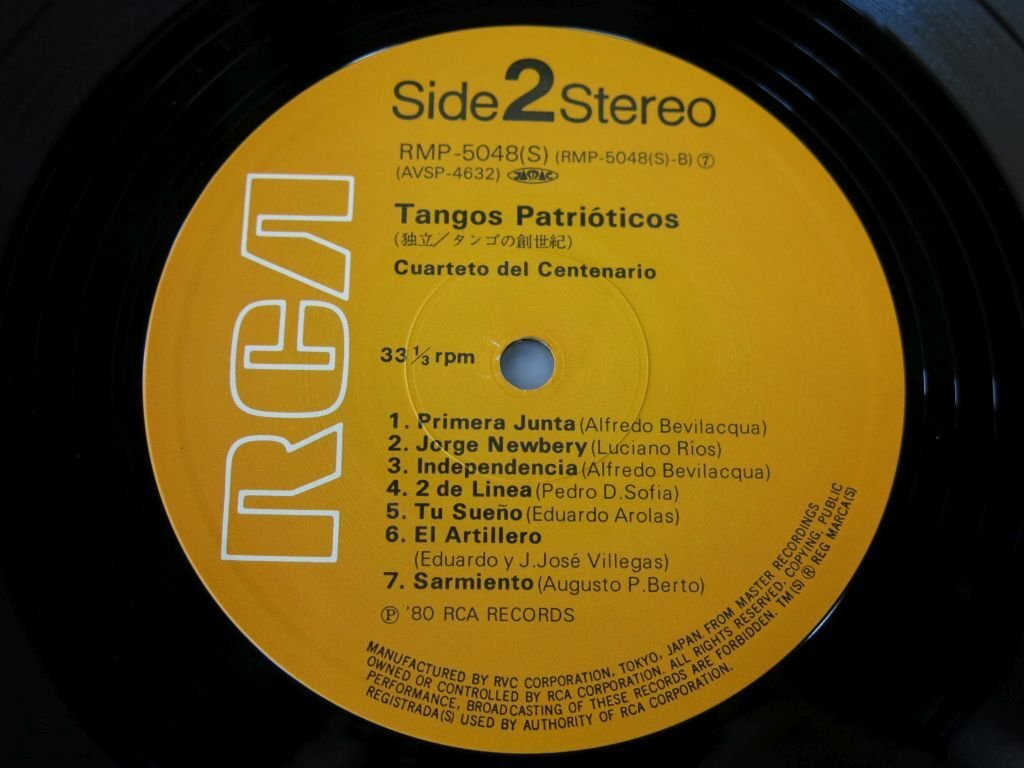 Side 2 Stereo
RMP-5048(S) (RMP-5048(S)-B) ⑦
(AVSP-4632) JASRAC
Tangos Patrióticos
(独立/タンゴの創世紀)
Cuarteto del Centenario
RCA
33 1/3 rpm
1. Primera Junta (Alfredo Bevilacqua)
2. Jorge Newbery (Luciano Ríos)
3. Independencia (Alfredo Bevilacqua)
4. 2 de Linea (Pedro D.Sofia)
5. Tu Sueño (Eduardo Arolas)
6. El Artillero
(Eduardo y J.José Villegas)
7. Sarmiento (Augusto P.Berto)
Ⓟ '80 RCA RECORDS
MANUFACTURED BY RVC CORPORATION, TOKYO, JAPAN. FROM MASTER RECORDINGS
OWNED OR CONTROLLED BY RCA CORPORATION. ALL RIGHTS RESERVED. COPYING, PUBLIC
PERFORMANCE, BROADCASTING OF THESE RECORDS ARE FORBIDDEN. TM(S) ® REG MARCA(S)
REGISTRADA(S) USED BY AUTHORITY OF RCA CORPORATION.